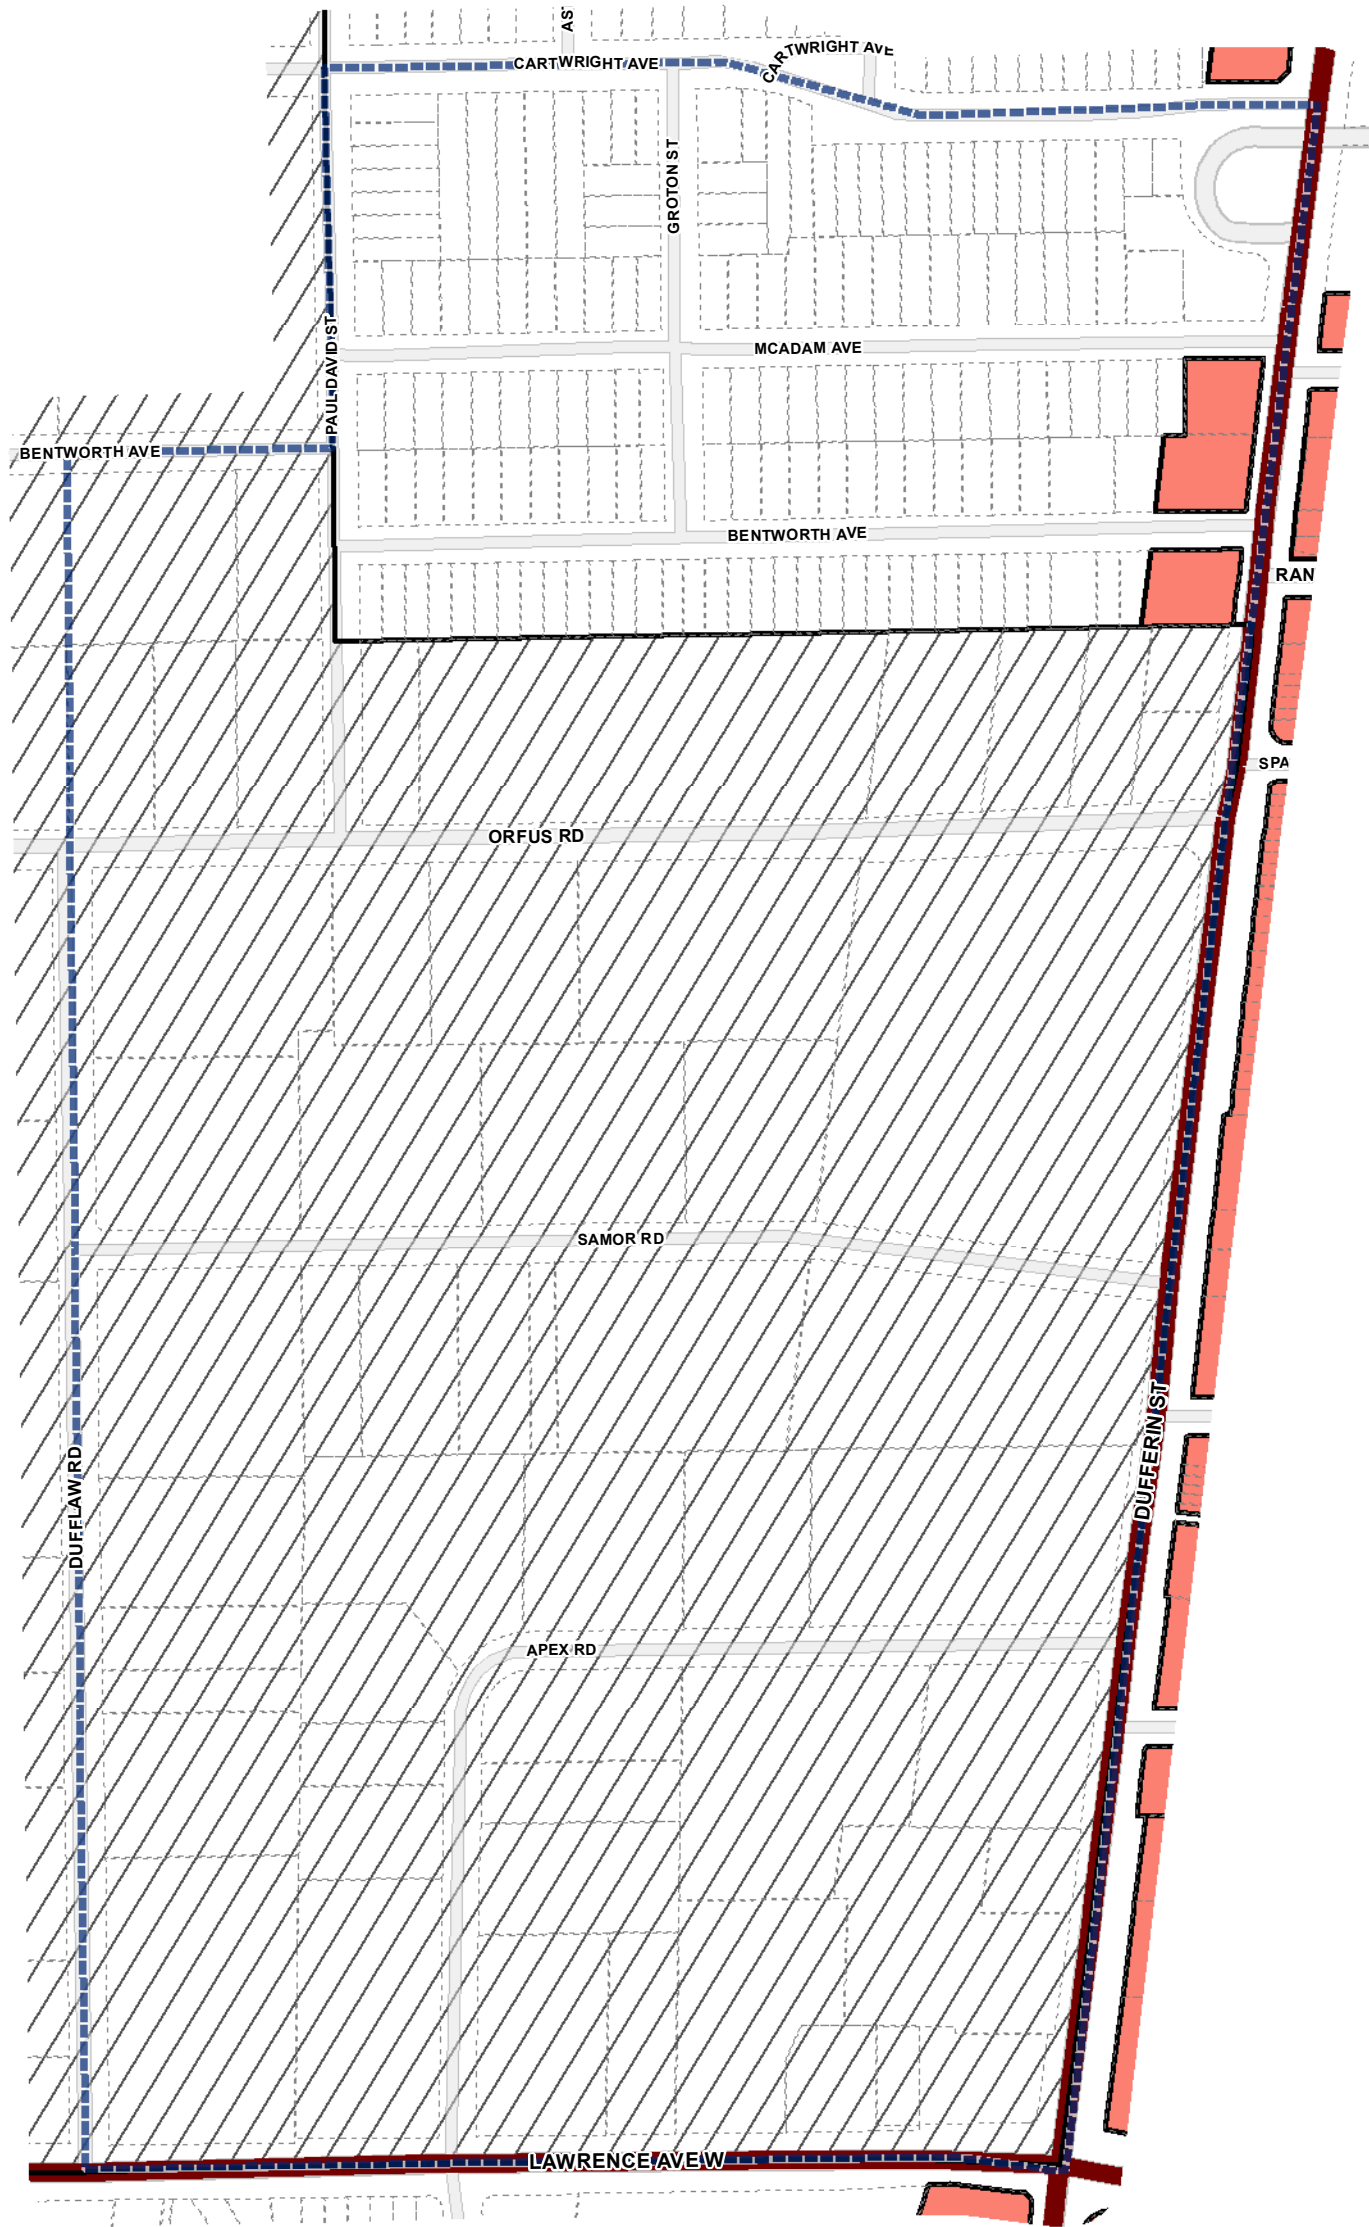 AS
CARTWRIGHT AVE
CARTWRIGHT AVE
GROTON ST
PAUL DAVID ST
MCADAM AVE
BENTWORTH AVE
BENTWORTH AVE
RAN
SPA
ORFUS RD
SAMOR RD
DUFFERIN ST
DUFFLAW RD
APEX RD
LAWRENCE AVE W